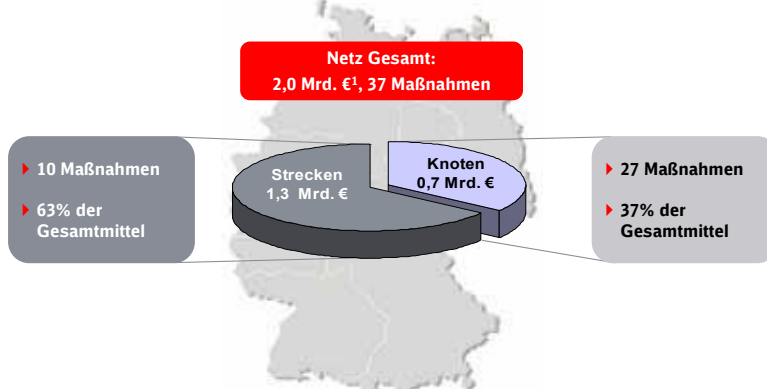 Netz Gesamt:
2,0 Mrd. €¹, 37 Maßnahmen
10 Maßnahmen
63% der
Gesamtmittel
Strecken
1,3 Mrd. €
Knoten
0,7 Mrd. €
27 Maßnahmen
37% der
Gesamtmittel